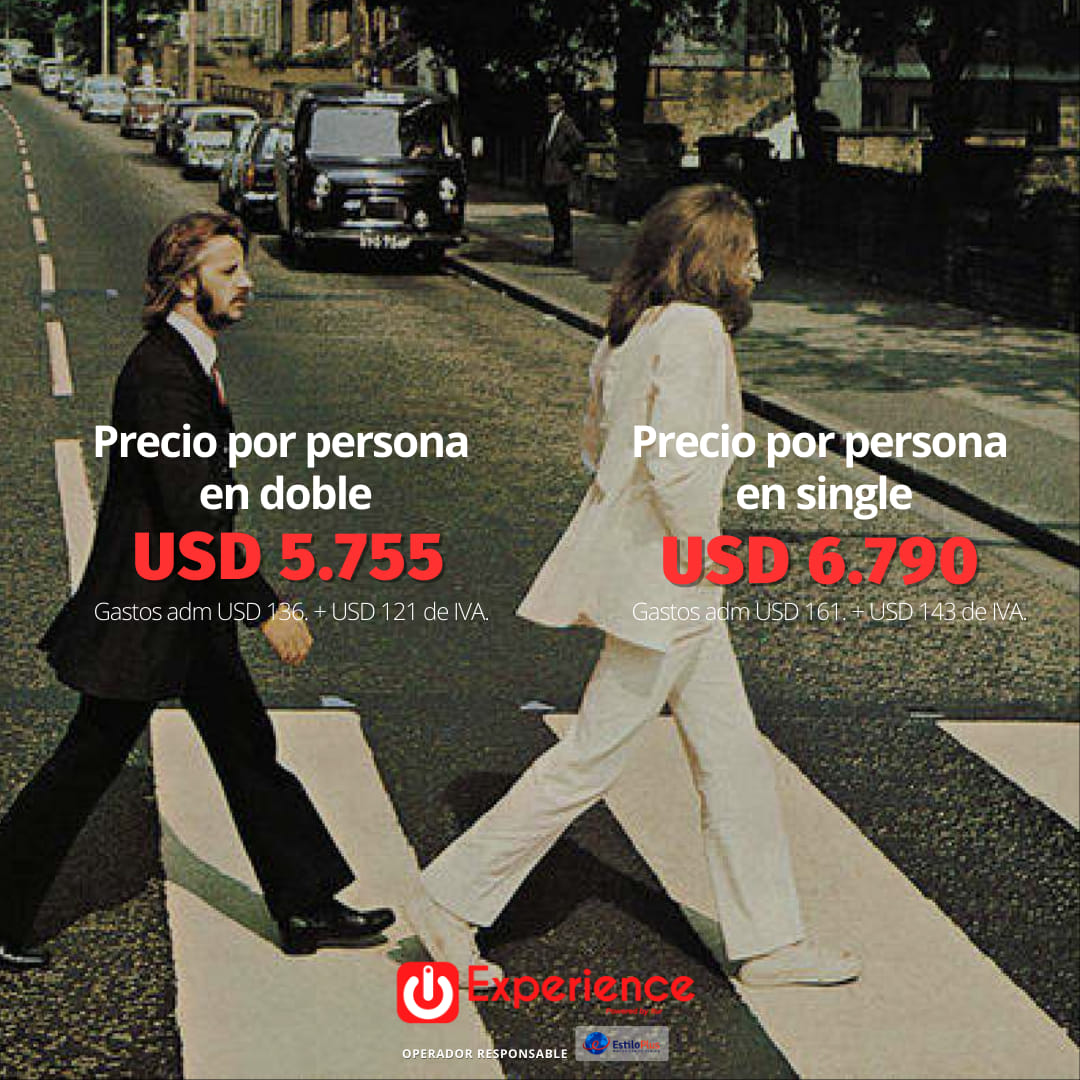 Precio por persona
en doble
USD 5.755
Gastos adm USD 136. + USD 121 de IVA.
Precio por persona
en single
USD 6.790
Gastos adm USD 161. + USD 143 de IVA.
Experience
OPERADOR RESPONSABLE
EstiloPlus